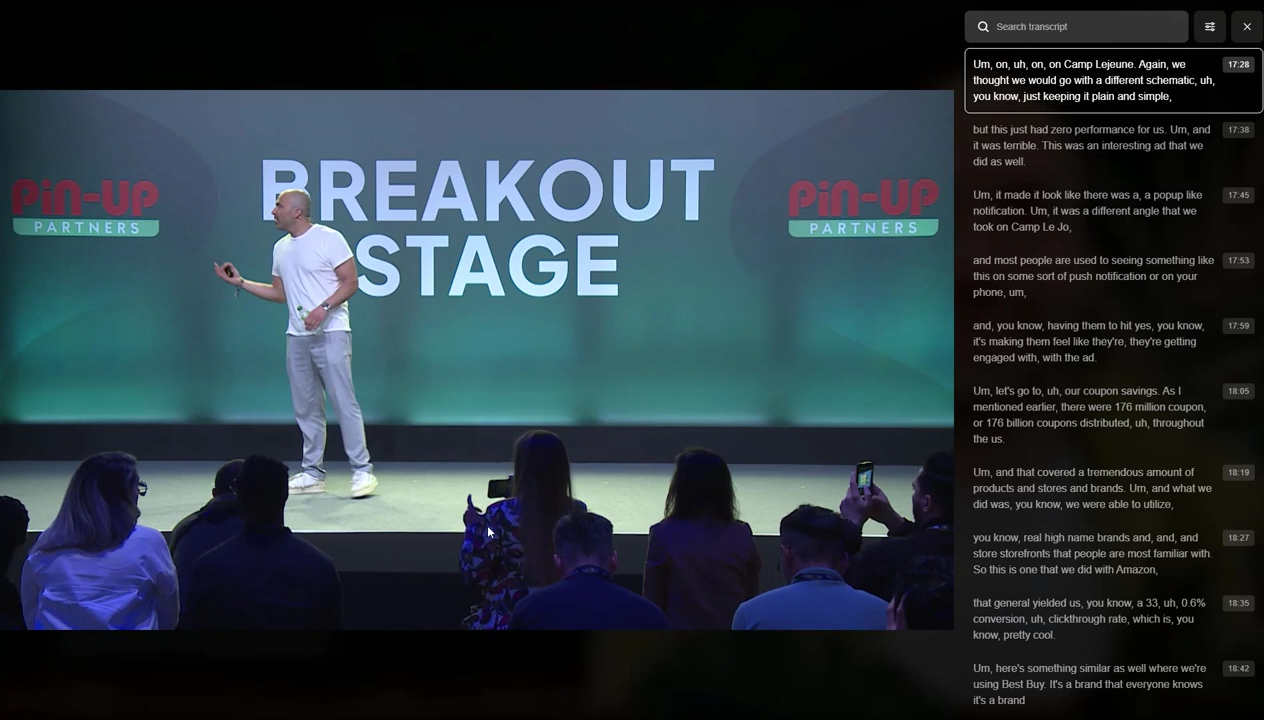 PiN-UP
PARTNERS
BREAKOUT
STAGE
PiN-UP
PARTNERS
Search transcript
Um, on, uh, on, on Camp Lejeune. Again, we 17:28
thought we would go with a different schematic, uh,
you know, just keeping it plain and simple,
but this just had zero performance for us. Um, and 17:38
it was terrible. This was an interesting ad that we
did as well.
Um, it made it look like there was a, a popup like 17:45
notification. Um, it was a different angle that we
took on Camp Le Jo,
and most people are used to seeing something like 17:53
this on some sort of push notification or on your
phone, um,
and, you know, having them to hit yes, you know, 17:59
it's making them feel like they're, they're getting
engaged with, with the ad.
Um, let's go to, uh, our coupon savings. As I 18:05
mentioned earlier, there were 176 million coupon,
or 176 billion coupons distributed, uh, throughout
the us.
Um, and that covered a tremendous amount of 18:19
products and stores and brands. Um, and what we
did was, you know, we were able to utilize,
you know, real high name brands and, and, and 18:27
store storefronts that people are most familiar with.
So this is one that we did with Amazon,
that general yielded us, you know, a 33, uh, 0.6% 18:35
conversion, uh, clickthrough rate, which is, you
know, pretty cool.
Um, here's something similar as well where we're 18:42
using Best Buy. It's a brand that everyone knows
it's a brand